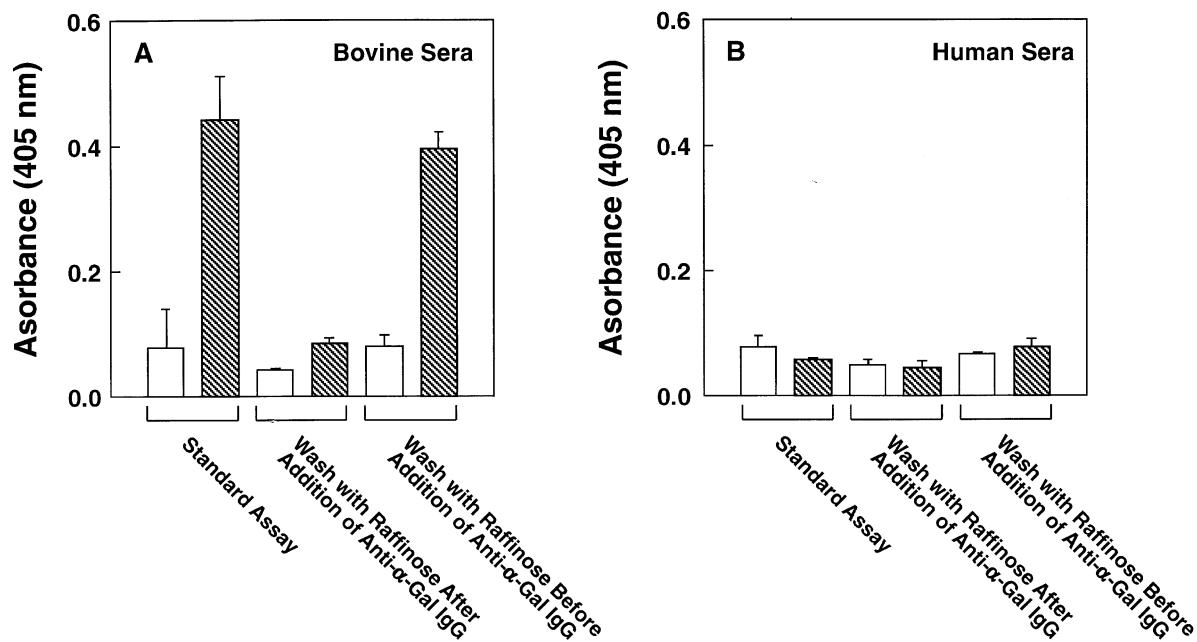 A
Bovine Sera
Asorbance (405 nm)
0.6
0.4
0.2
0.0
Standard Assay
Wash with Raffinose After
Addition of Anti-α-Gal IgG
Wash with Raffinose Before
Addition of Anti-α-Gal IgG
B
Human Sera
Asorbance (405 nm)
0.6
0.4
0.2
0.0
Standard Assay
Wash with Raffinose After
Addition of Anti-α-Gal IgG
Wash with Raffinose Before
Addition of Anti-α-Gal IgG